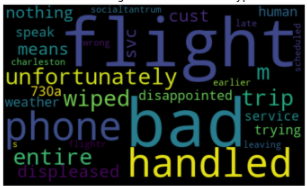 nothing
cust
socialtantrum
human
speak
svc
flight
late
means
wrong
scheduled
charleston
m
unfortunately
earlier
trip
730a
wiped
disappointed
weather
service
phone
bad
trying
s
flightr
leaving
entire
handled
displeased